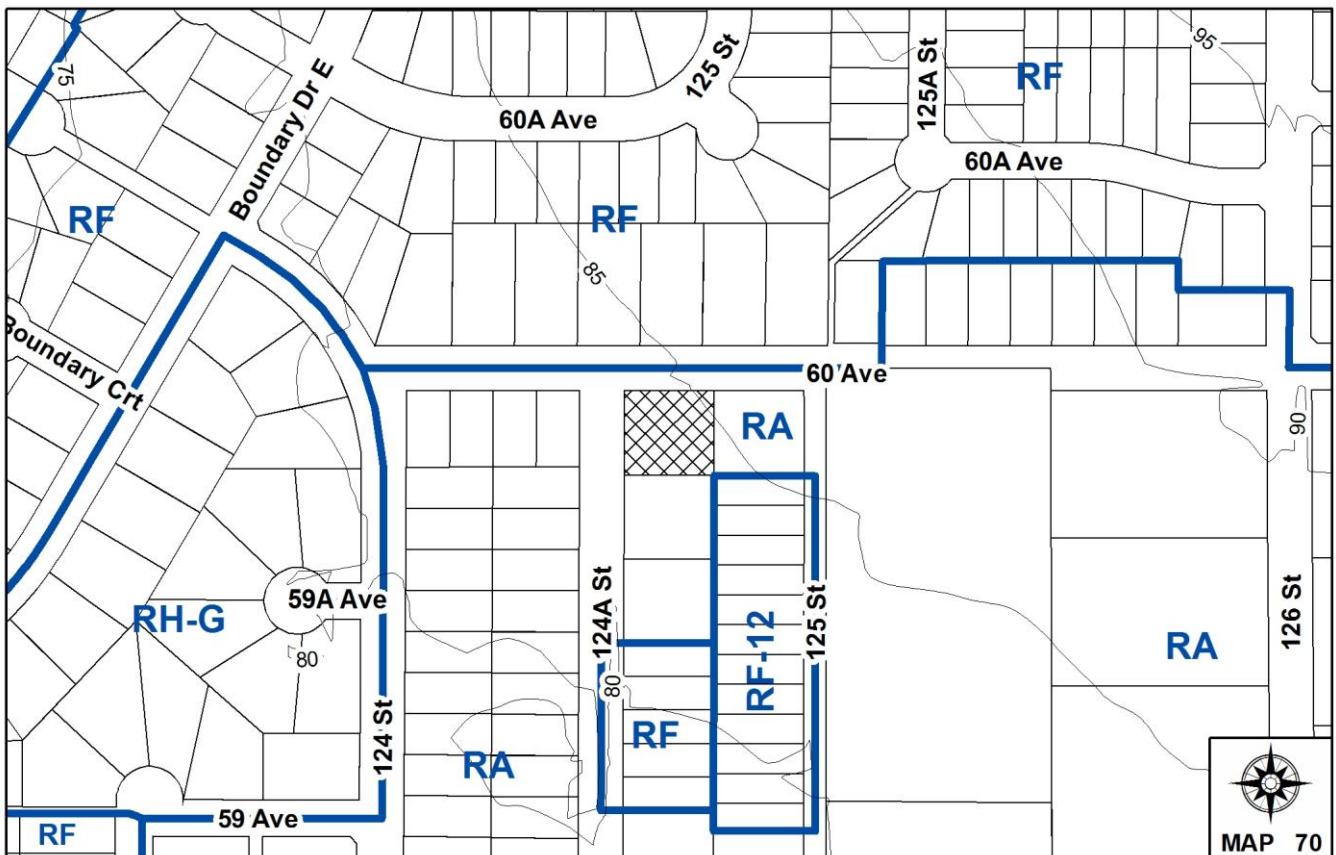 75
Boundary Dr E
125 St
60A Ave
125A St
RF
95
60A Ave
RF
RF
85
Boundary Crt
60 Ave
RA
90
59A Ave
RH-G
80
124A St
RF-12
125 St
126 St
RA
80
124 St
RF
RA
59 Ave
RF
MAP 70